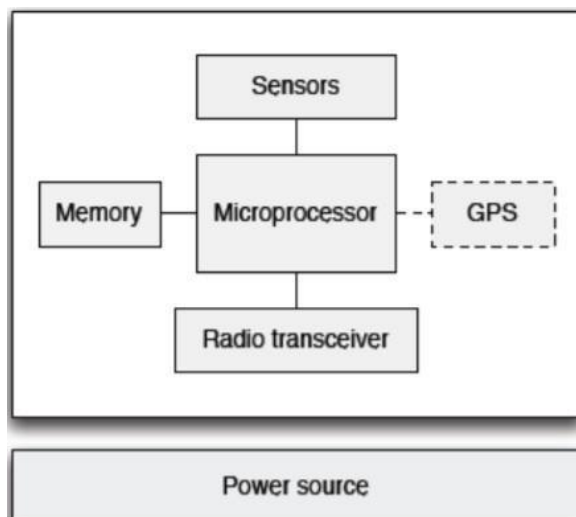 Sensors
Memory
Microprocessor
GPS
Radio transceiver
Power source